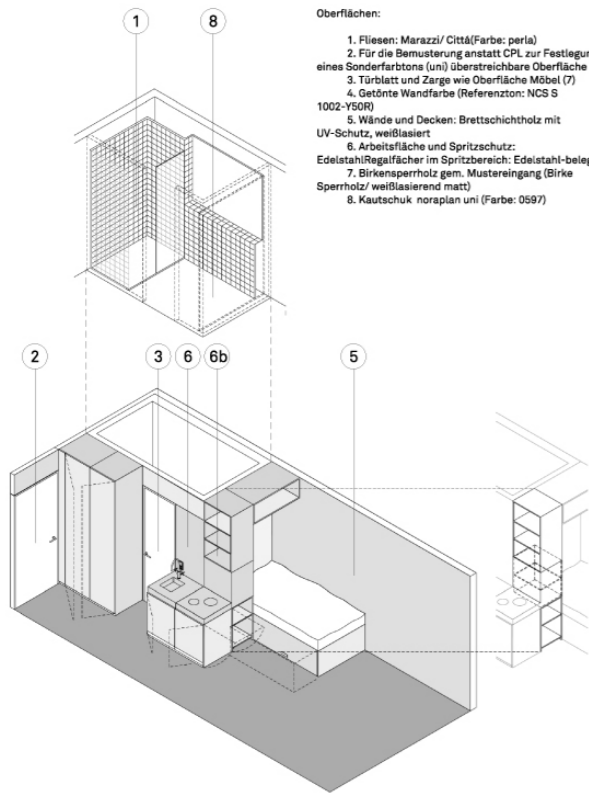 1
8
Oberflächen:
1. Fliesen: Marazzi/ Cittá(Farbe: perla)
2. Für die Bemusterung anstatt CPL zur Festlegun
eines Sonderfarbtons (uni) überstreichbare Oberfläche
3. Türblatt und Zarge wie Oberfläche Möbel (7)
4. Getönte Wandfarbe (Referenzton: NCS S
1002-Y50R)
5. Wände und Decken: Brettschichtholz mit
UV-Schutz, weißlasiert
6. Arbeitsfläche und Spritzschutz:
EdelstahlRegalfächer im Spritzbereich: Edelstahl-beleg
7. Birkensperrholz gem. Mustereingang (Birke
Sperrholz/ weißlasierend matt)
8. Kautschuk noraplan uni (Farbe: 0597)
2
3
6
6b
5